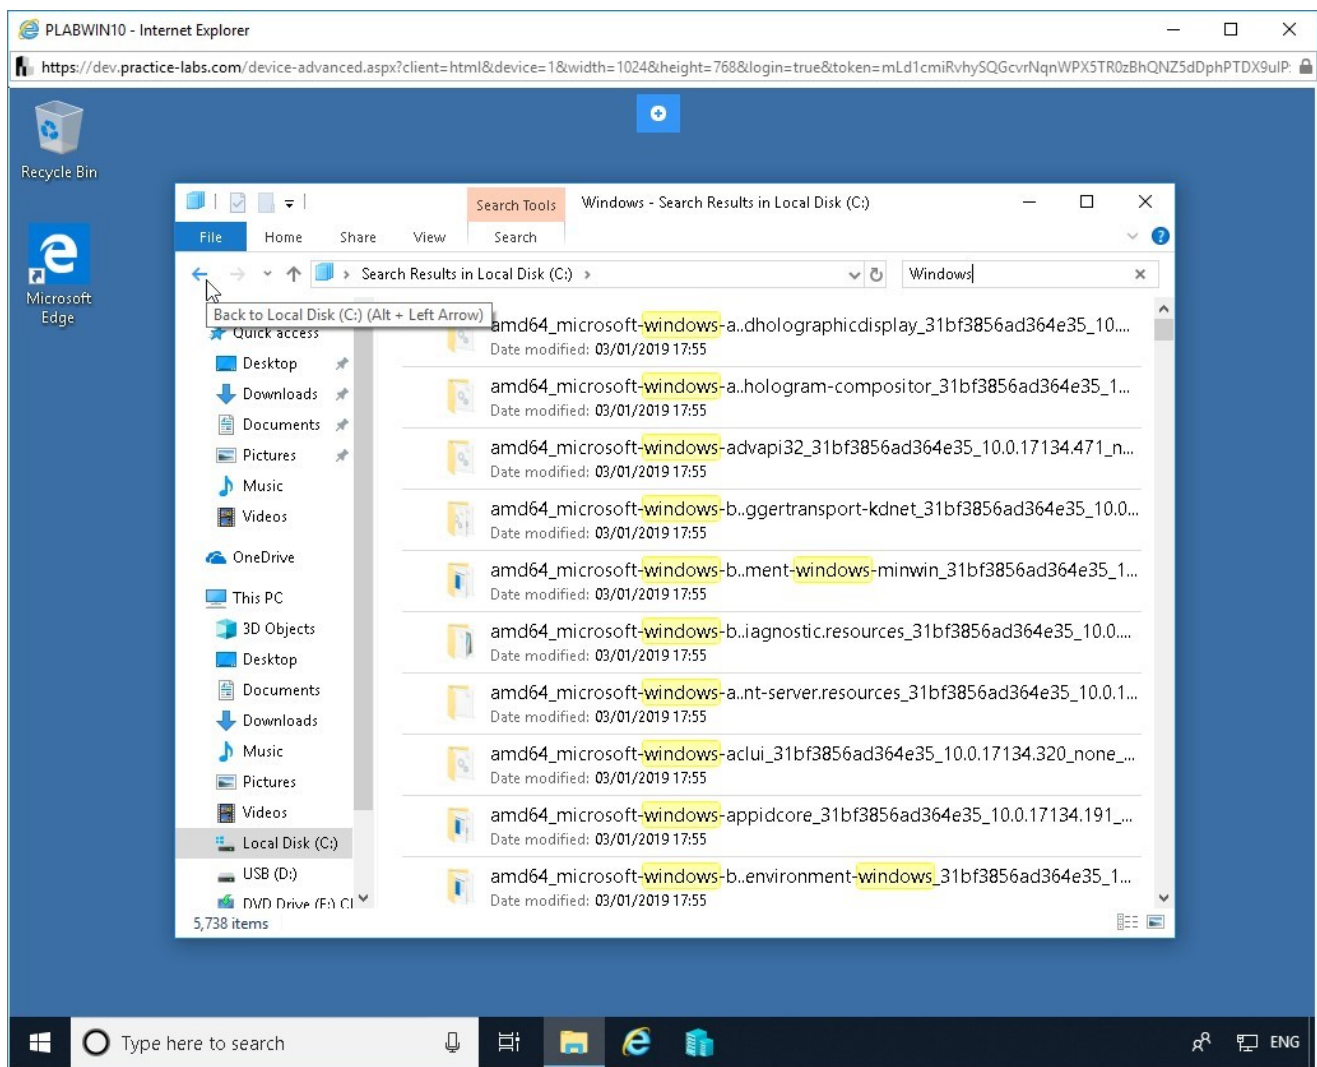 PLABWIN10 - Internet Explorer
https://dev.practice-labs.com/device-advanced.aspx?client=html&device=1&width=1024&height=768&login=true&token=mLd1cmiRvhySQGcvrNqnWPX5TR0zBhQNZ5dDphPTDX9uIP:
Recycle Bin
Microsoft
Edge
Search Tools
Windows - Search Results in Local Disk (C:)
File Home Share View Search
Search Results in Local Disk (C:)
Windows
Back to Local Disk (C:) (Alt + Left Arrow)
Quick access
Desktop
Downloads
Documents
Pictures
Music
Videos
OneDrive
This PC
3D Objects
Desktop
Documents
Downloads
Music
Pictures
Videos
Local Disk (C:)
USB (D:)
DVD Drive (E:) CI
amd64_microsoft-windows-a..dholographicdisplay_31bf3856ad364e35_10....
Date modified: 03/01/2019 17:55
amd64_microsoft-windows-a..hologram-compositor_31bf3856ad364e35_1...
Date modified: 03/01/2019 17:55
amd64_microsoft-windows-advapi32_31bf3856ad364e35_10.0.17134.471_n...
Date modified: 03/01/2019 17:55
amd64_microsoft-windows-b..ggertransport-kdnet_31bf3856ad364e35_10.0...
Date modified: 03/01/2019 17:55
amd64_microsoft-windows-b..ment-windows-minwin_31bf3856ad364e35_1...
Date modified: 03/01/2019 17:55
amd64_microsoft-windows-b..iagnostic.resources_31bf3856ad364e35_10.0....
Date modified: 03/01/2019 17:55
amd64_microsoft-windows-a..nt-server.resources_31bf3856ad364e35_10.0.1...
Date modified: 03/01/2019 17:55
amd64_microsoft-windows-aclui_31bf3856ad364e35_10.0.17134.320_none_...
Date modified: 03/01/2019 17:55
amd64_microsoft-windows-appidcore_31bf3856ad364e35_10.0.17134.191_...
Date modified: 03/01/2019 17:55
amd64_microsoft-windows-b..environment-windows_31bf3856ad364e35_1...
Date modified: 03/01/2019 17:55
5,738 items
Type here to search
ENG